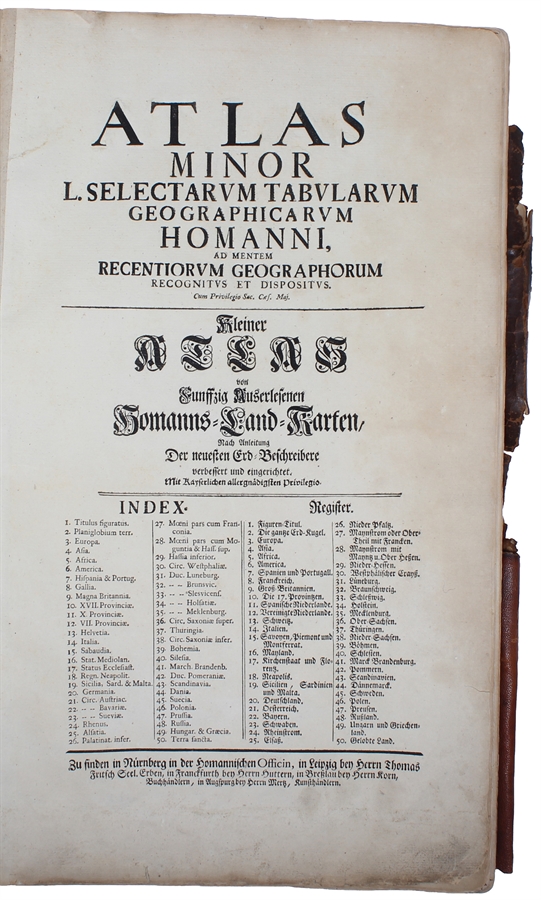 ATLAS
MINOR
L. SELECTARVM TABVLARVM
GEOGRAPHICARVM
HOMANNI,
AD MENTEM
RECENTIORVM GEOGRAPHORUM
RECOGNITVS ET DISPOSITVS.
Cum Privilegio Sac. Cæs. Maj.
Kleiner
ATLAS
von
Funffzig Auserlesenen
Homanns-Land-Karten,
Nach Anleitung
Der neuesten Erd-Beschreibere
verbessert und eingerichtet.
Mit Kayserlichen allergnädigsten Privilegio.
INDEX.
1. Titulus figuratus.
2. Planiglobium terr.
3. Europa.
4. Asia.
5. Africa.
6. America.
7. Hispania & Portug.
8. Gallia.
9. Magna Britannia.
10. XVII. Provinciæ.
11. X. Provinciæ.
12. VII. Provinciæ.
13. Helvetia.
14. Italia.
15. Sabaudia.
16. Stat. Mediolan.
17. Status Ecclesiast.
18. Regn. Neapolit.
19. Sicilia, Sard. & Malta.
20. Germania.
21. Circ. Austriac.
22. -- -- Bavariæ.
23. -- -- Sueviæ.
24. Rhenus.
25. Alsatia.
26. Palatinat. infer.
27. Mœni pars cum Fran-
conia.
28. Mœni pars cum Mo-
guntia & Hass. sup.
29. Hassia inferior.
30. Circ. Westphaliæ.
31. Duc. Luneburg.
32. -- -- Brunsvic.
33. -- -- Slesvicens.
34. -- -- Holsatiæ.
35. -- -- Meklenburg.
36. Circ. Saxoniæ super.
37. Thuringia.
38. Circ. Saxoniæ infer.
39. Bohemia.
40. Silesia.
41. March. Brandenb.
42. Duc. Pomeraniæ.
43. Scandinavia.
44. Dania.
45. Suecia.
46. Polonia.
47. Prussia.
48. Russia.
49. Hungar. & Græcia.
50. Terra sancta.
Register.
1. Figuren-Titul.
2. Die gantze Erd-Kugel.
3. Europa.
4. Asia.
5. Africa.
6. America.
7. Spanien und Portugall.
8. Franckreich.
9. Groß-Britannien.
10. Die 17. Provintzen.
11. Spanische Niederlande.
12. Vereinigte Niederlande.
13. Schweitz.
14. Italien.
15. Savoyen, Piemont und
Montferrat.
16. Mayland.
17. Kirchenstaat und Flo-
rentz.
18. Neapolis.
19. Sicilien, Sardinien
und Malta.
20. Deutschland.
21. Oesterreich.
22. Bayern.
23. Schwaben.
24. Rheinstrom.
25. Elsaß.
26. Nieder Pfaltz.
27. Maynstrom oder Ober-
Theil mit Francken.
28. Maynstrom mit
Mayntz u. Ober Heßen.
29. Nieder-Hessen.
30. Westphälischer Crayß.
31. Lüneburg.
32. Braunschweig.
33. Schleßwig.
34. Holstein.
35. Mecklenburg.
36. Ober-Sachsen.
37. Thüringen.
38. Nieder Sachsen.
39. Böhmen.
40. Schlesien.
41. Marck Brandenburg.
42. Pommern.
43. Scandinavien.
44. Dännemarck.
45. Schweden.
46. Polen.
47. Preusen.
48. Rußland.
49. Ungarn und Griechen-
land.
50. Gelobte Land.
Zu finden in Nürnberg in der Homannischen Officin, in Leipzig bey Herrn Thomas
Fritsch Seel. Erben, in Franckfurth bey Herrn Huttern, in Breßlau bey Herrn Korn,
Buchhändlern, in Augspurg bey Herrn Mertz, Kunsthändlern.